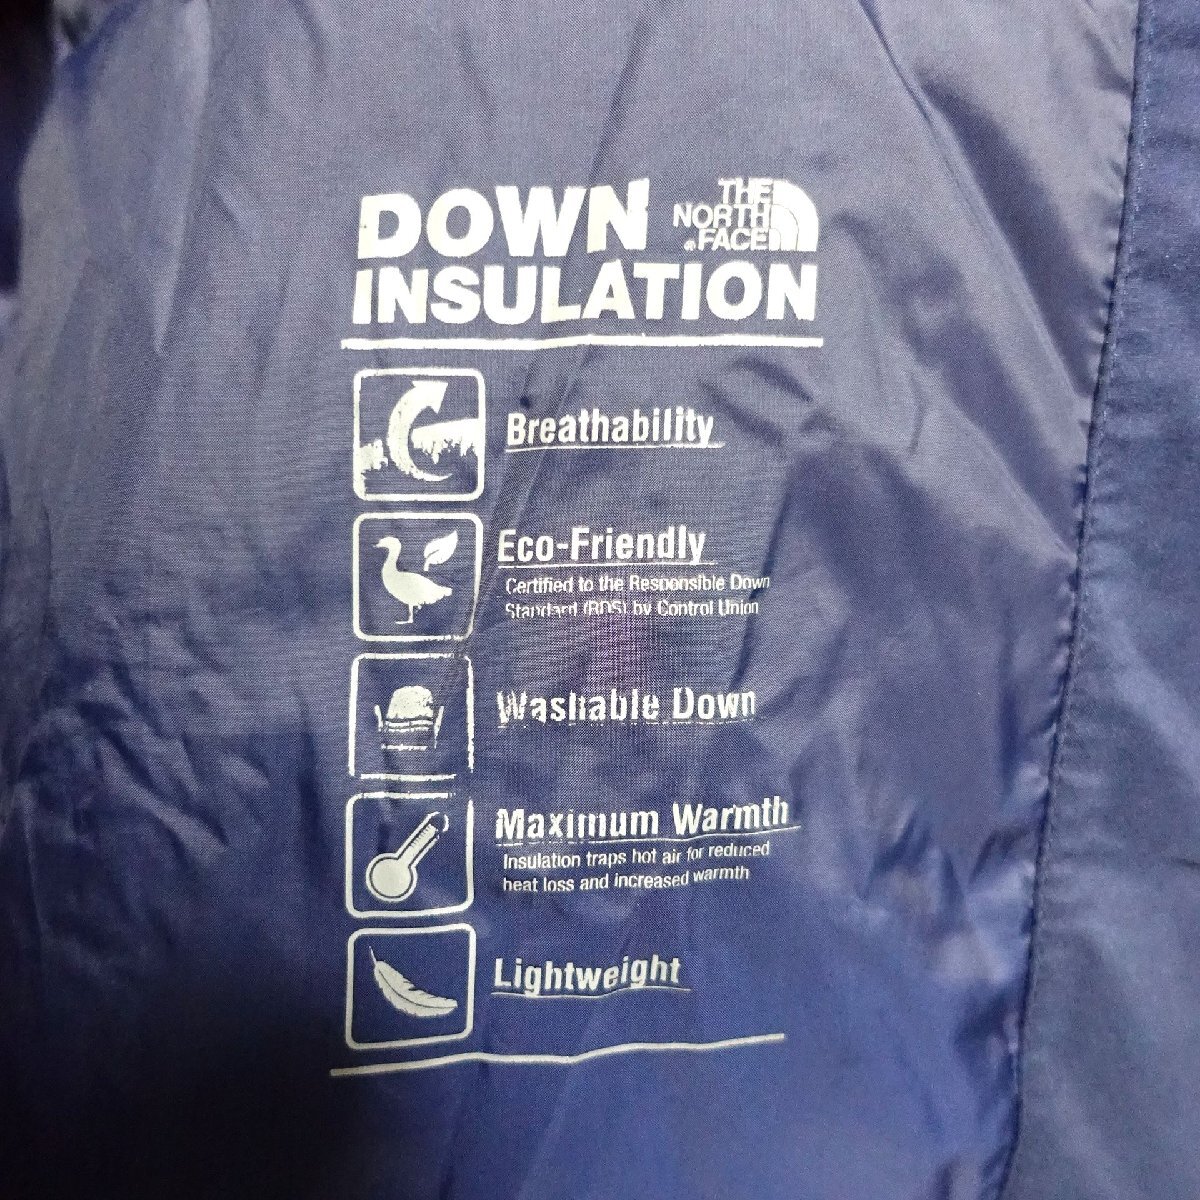 DOWN
INSULATION
THE
NORTH
FACE
Breathability
Eco-Friendly
Certified to the Responsible Down
Standard (RDS) by Control Union
Washable Down
Maximum Warmth
Insulation traps hot air for reduced
heat loss and increased warmth
Lightweight